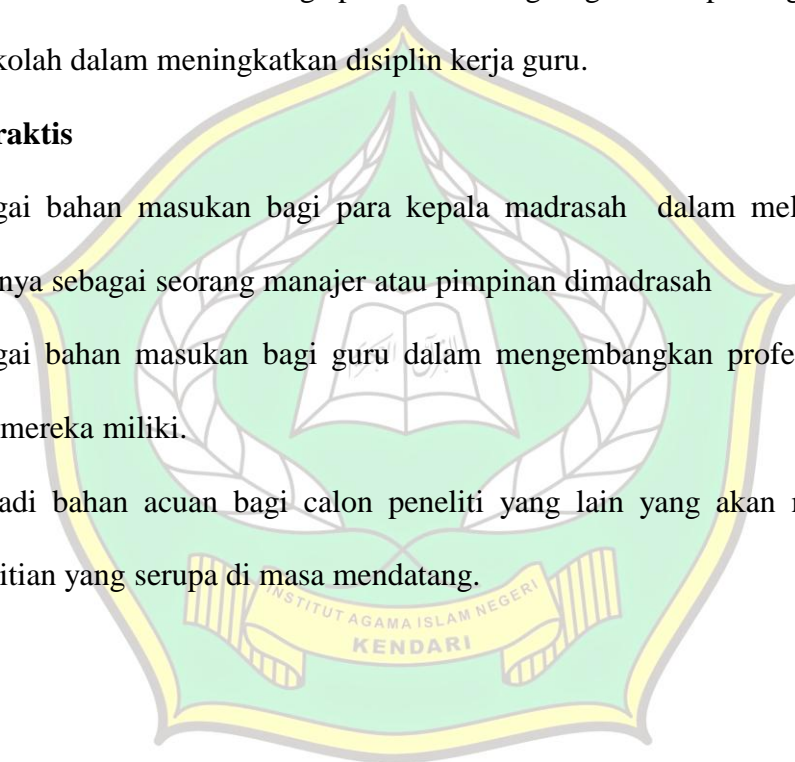 kolah dalam meningkatkan disiplin kerja guru.
raktis
gai bahan masukan bagi para kepala madrasah dalam mel
nya sebagai seorang manajer atau pimpinan dimadrasah
gai bahan masukan bagi guru dalam mengembangkan profe
mereka miliki.
adi bahan acuan bagi calon peneliti yang lain yang akan
itian yang serupa di masa mendatang.
INSTITUT AGAMA ISLAM NEGERI
KENDARI